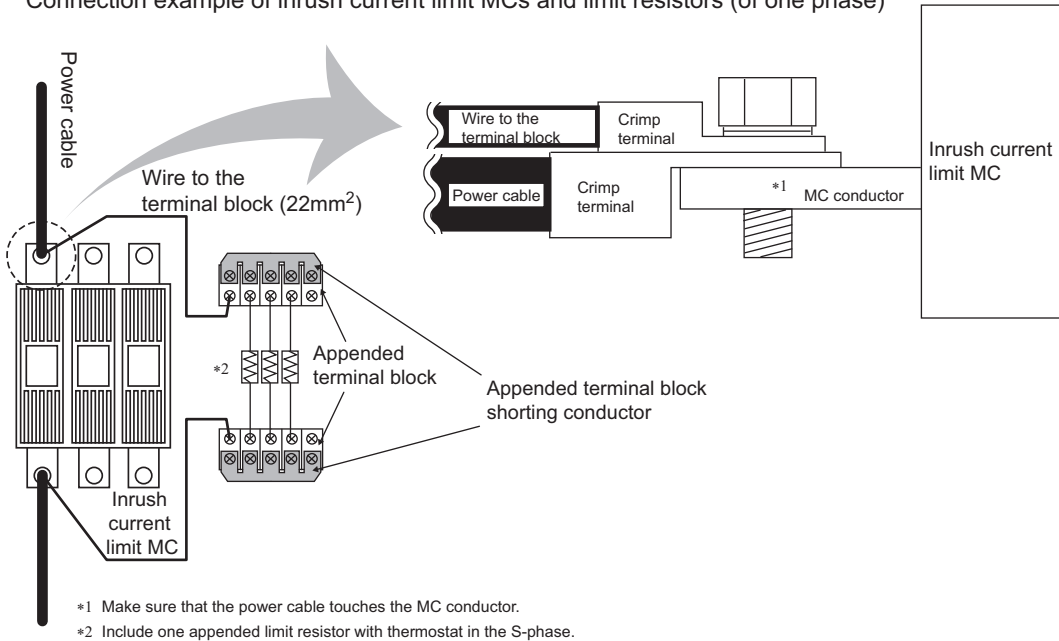 Connection example of inrush current limit MCs and limit resistors (of one phase)
Power cable
Wire to the
terminal block (22mm²)
Wire to the
terminal block
Crimp
terminal
Power cable
Crimp
terminal
*1
MC conductor
Inrush current
limit MC
*2
Appended
terminal block
Appended terminal block
shorting conductor
Inrush
current
limit MC
*1 Make sure that the power cable touches the MC conductor.
*2 Include one appended limit resistor with thermostat in the S-phase.